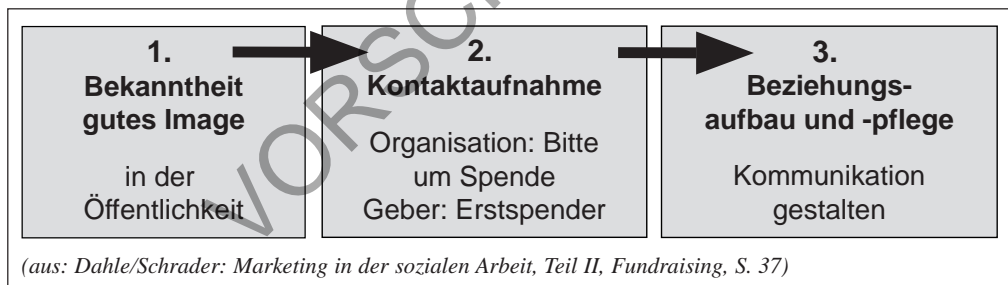 1.
Bekanntheit
gutes Image
in der
Öffentlichkeit
2.
Kontaktaufnahme
Organisation: Bitte
um Spende
Geber: Erstspender
3.
Beziehungs-
aufbau und -pflege
Kommunikation
gestalten
(aus: Dahle/Schrader: Marketing in der sozialen Arbeit, Teil II, Fundraising, S. 37)
VORSC